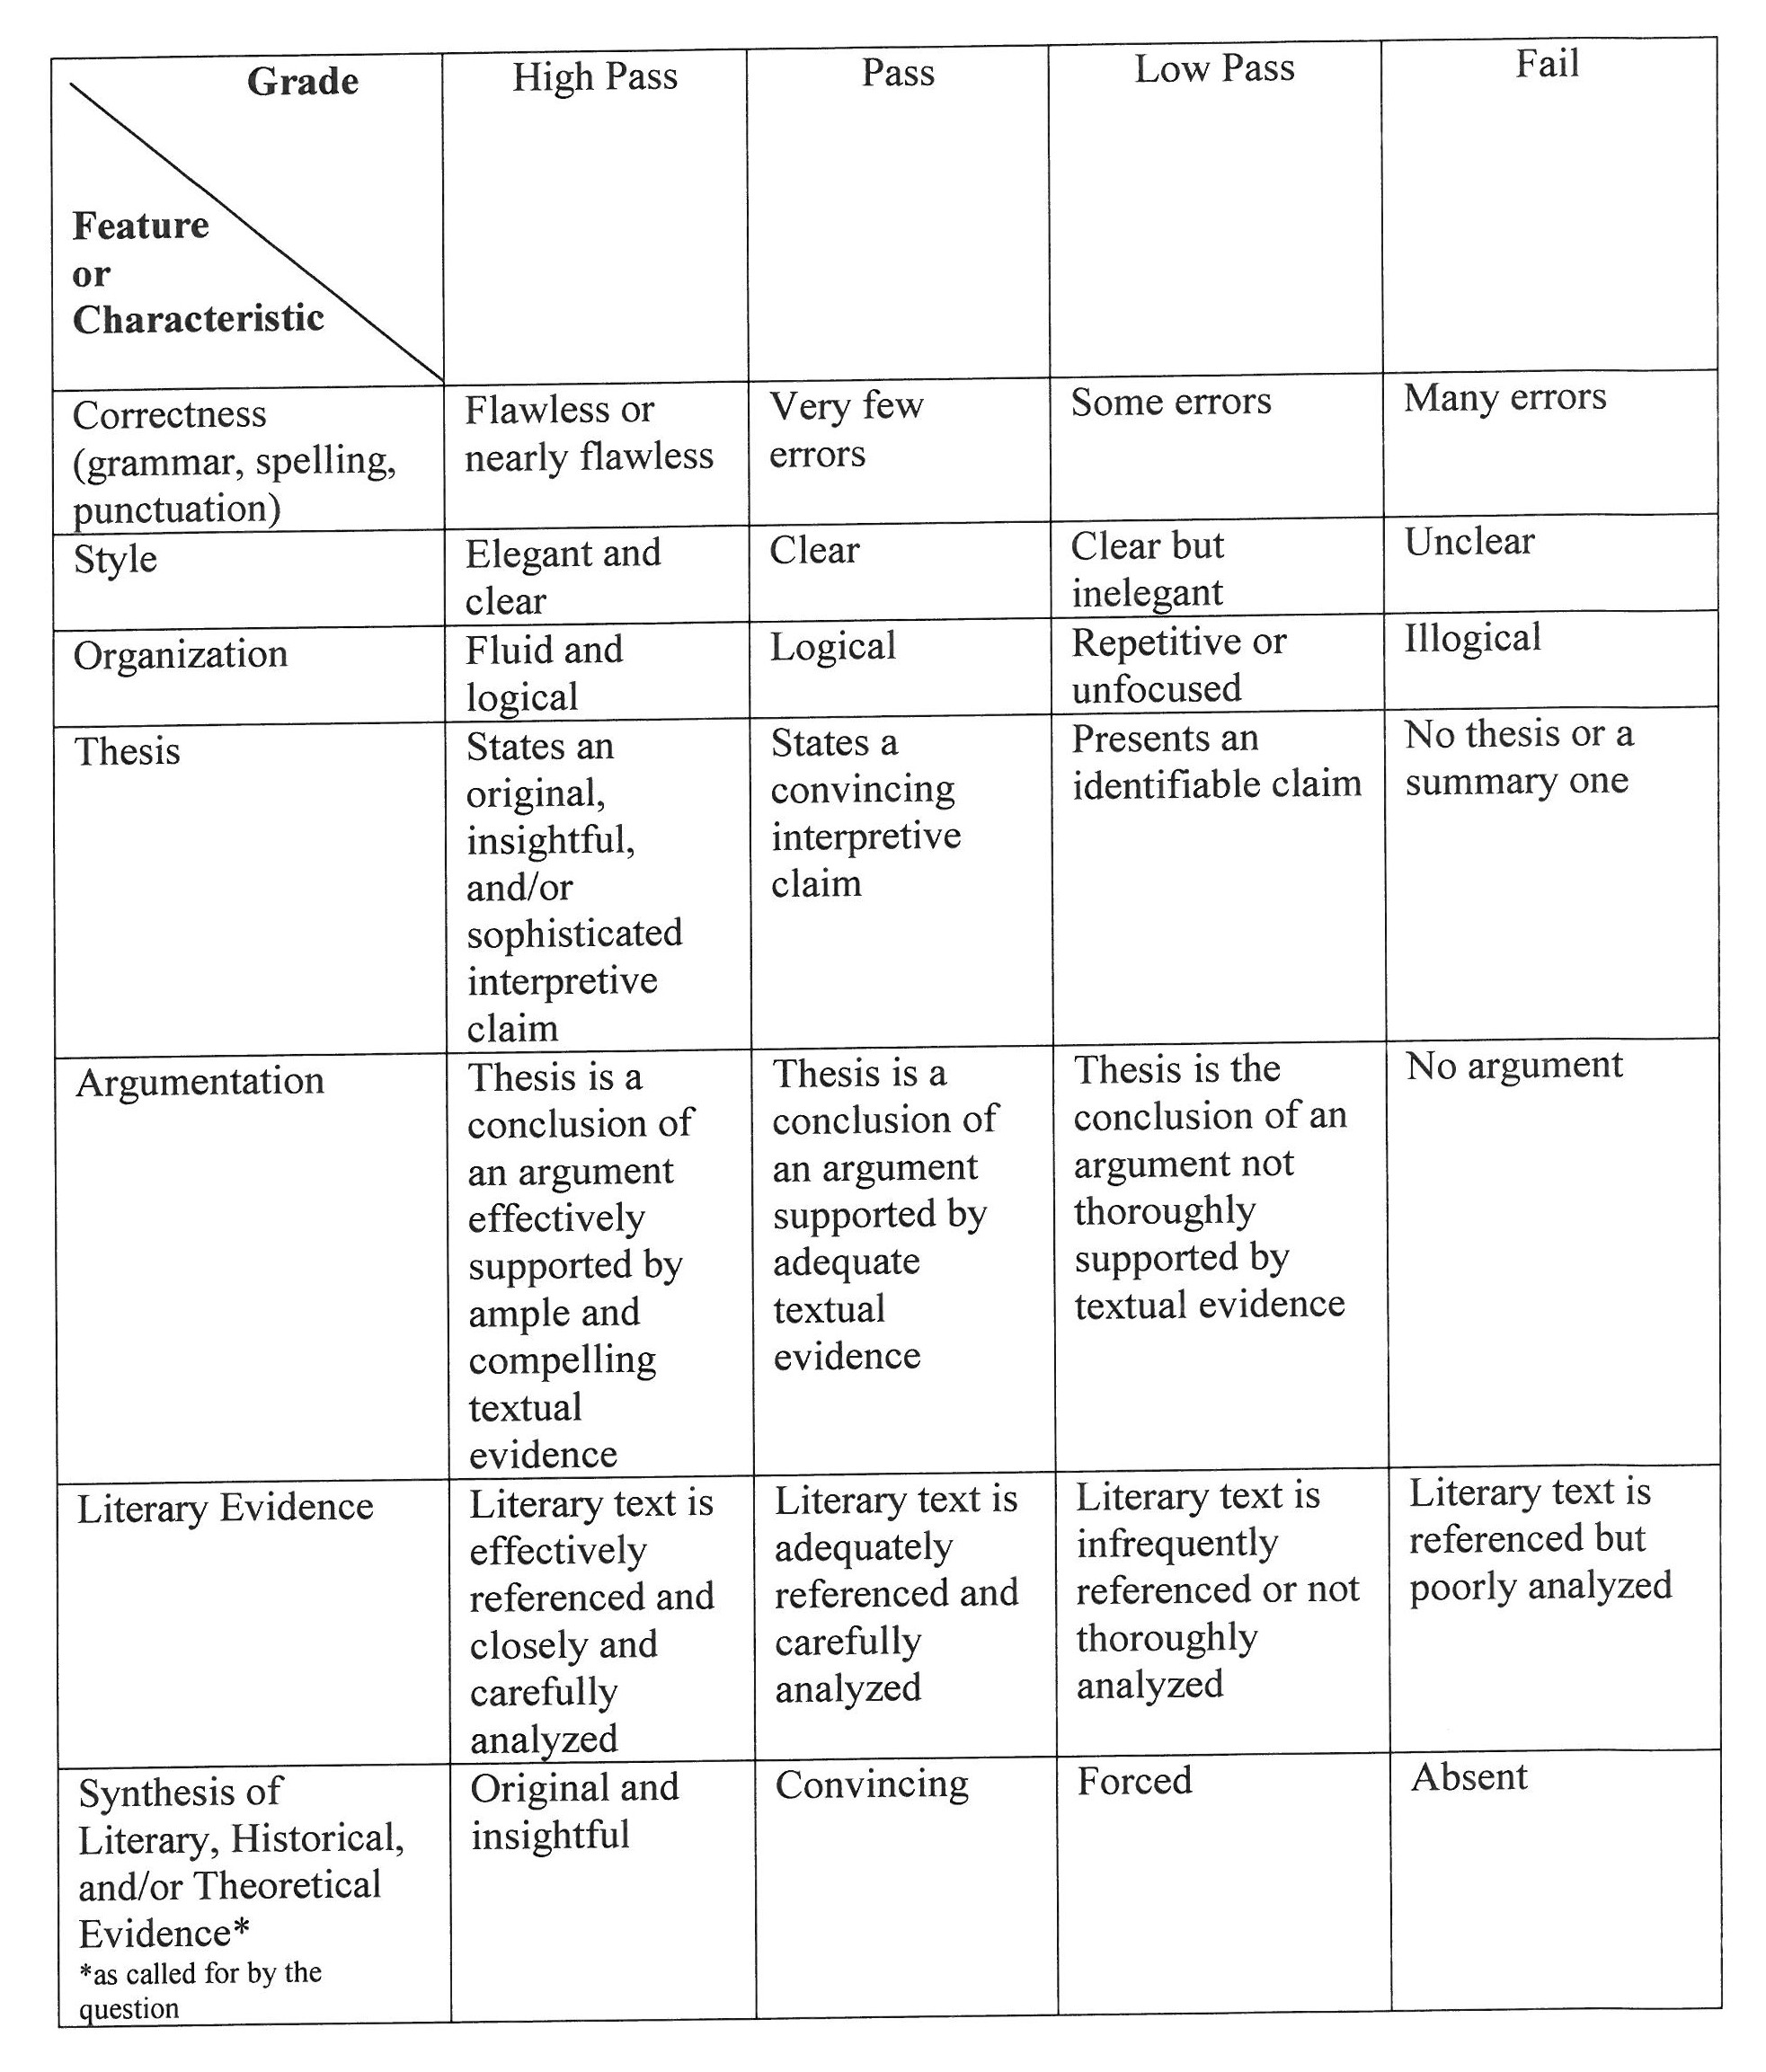 Grade
Feature
or
Characteristic
High Pass
Pass
Low Pass
Fail
Correctness
(grammar, spelling,
punctuation)
Flawless or
nearly flawless
Very few
errors
Some errors
Many errors
Style
Elegant and
clear
Clear
Clear but
inelegant
Unclear
Organization
Fluid and
logical
Logical
Repetitive or
unfocused
Illogical
Thesis
States an
original,
insightful,
and/or
sophisticated
interpretive
claim
States a
convincing
interpretive
claim
Presents an
identifiable claim
No thesis or a
summary one
Argumentation
Thesis is a
conclusion of
an argument
effectively
supported by
ample and
compelling
textual
evidence
Thesis is a
conclusion of
an argument
supported by
adequate
textual
evidence
Thesis is the
conclusion of an
argument not
thoroughly
supported by
textual evidence
No argument
Literary Evidence
Literary text is
effectively
referenced and
closely and
carefully
analyzed
Literary text is
adequately
referenced and
carefully
analyzed
Literary text is
infrequently
referenced or not
thoroughly
analyzed
Literary text is
referenced but
poorly analyzed
Synthesis of
Literary, Historical,
and/or Theoretical
Evidence*
*as called for by the
question
Original and
insightful
Convincing
Forced
Absent